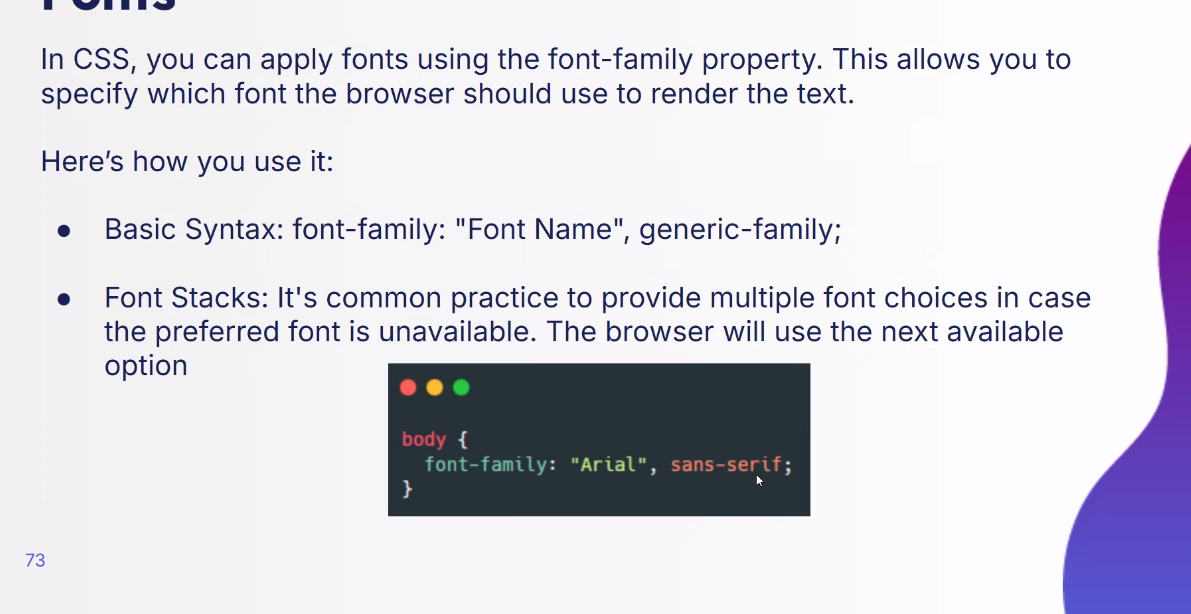 Fonts
In CSS, you can apply fonts using the font-family property. This allows you to
specify which font the browser should use to render the text.
Here’s how you use it:
● Basic Syntax: font-family: "Font Name", generic-family;
● Font Stacks: It's common practice to provide multiple font choices in case
the preferred font is unavailable. The browser will use the next available
option
body {
  font-family: "Arial", sans-serif;
}
73